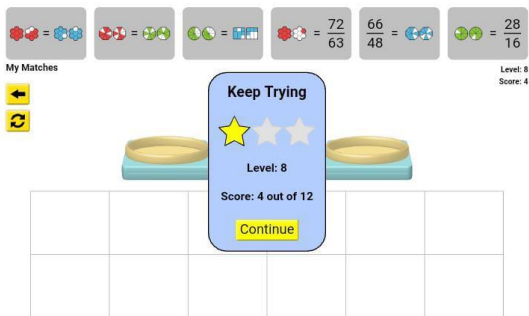 = = = = 72/63 66/48 = = 28/16
My Matches
Level: 8
Score: 4
Keep Trying
Level: 8
Score: 4 out of 12
Continue